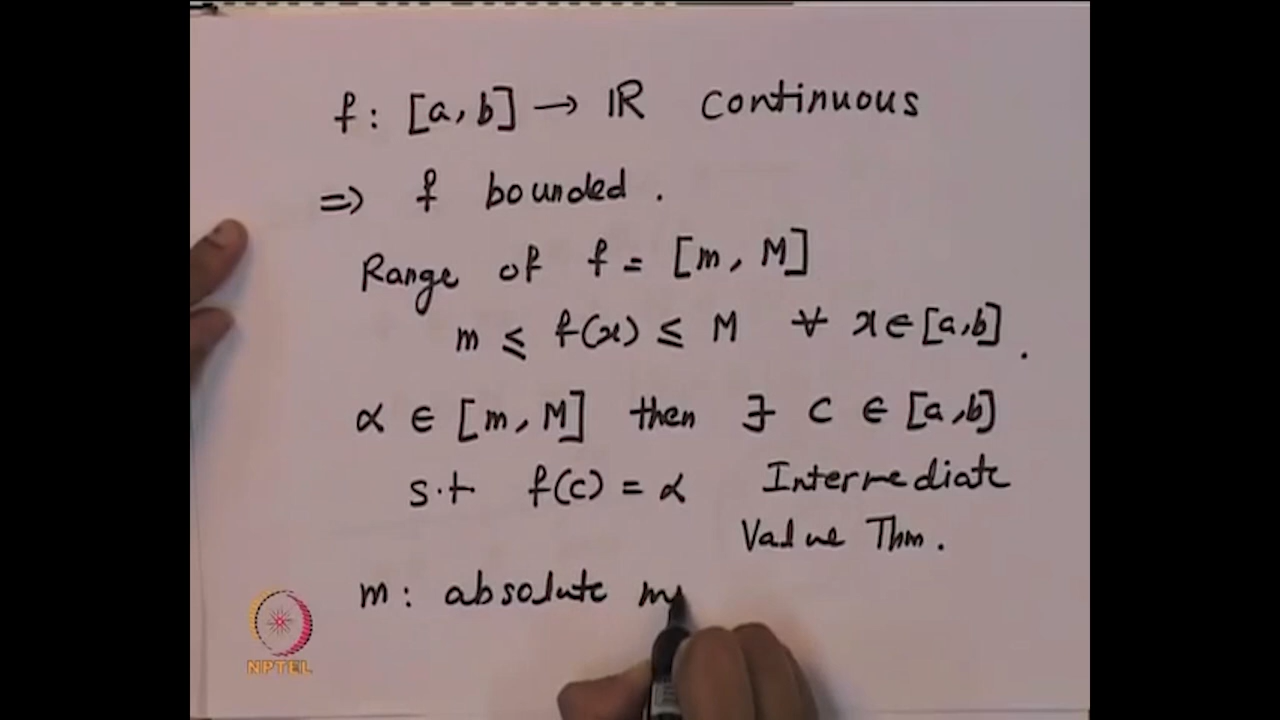 f : [a, b] → ℝ continuous
⇒ f bounded.
Range of f = [m, M]
m ≤ f(x) ≤ M ∀ x ∈ [a, b].
α ∈ [m, M] then ∃ c ∈ [a, b]
s.t f(c) = α Intermediate
Value Thm.
m : absolute
NPTEL